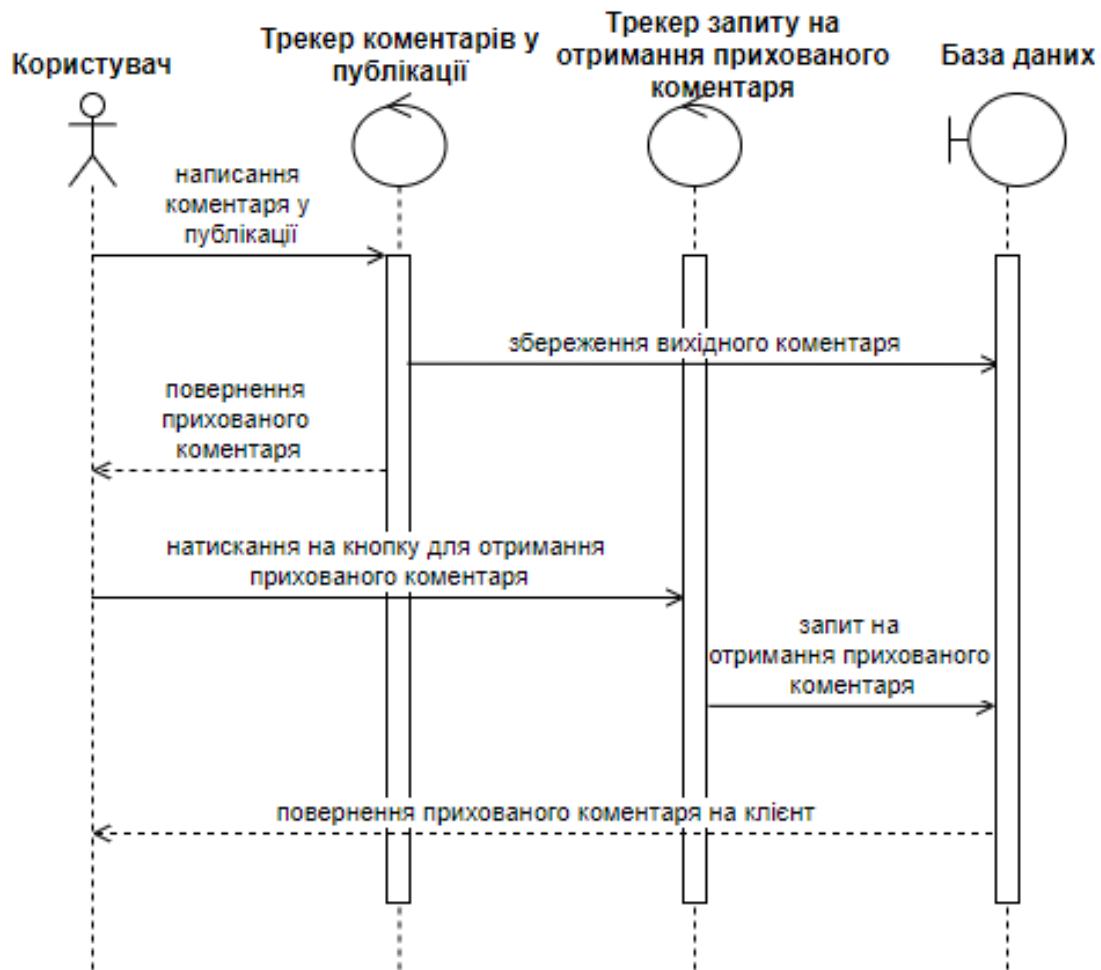 Користувач
Трекер коментарів у
публікації
Трекер запиту на
отримання прихованого
коментаря
База даних
написання
коментаря у
публікації
збереження вихідного коментаря
повернення
прихованого
коментаря
натискання на кнопку для отримання
прихованого коментаря
запит на
отримання прихованого
коментаря
повернення прихованого коментаря на клієнт